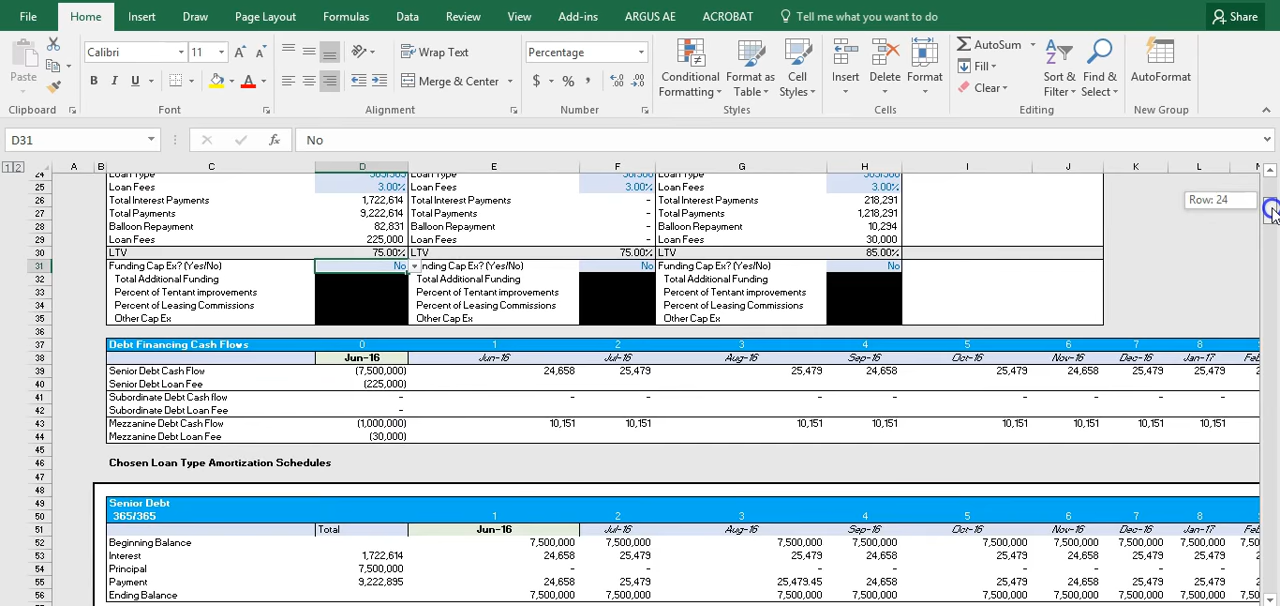 File Home Insert Draw Page Layout Formulas Data Review View Add-ins ARGUS AE ACROBAT Tell me what you want to do Share
Calibri 11 Wrap Text Percentage AutoSum
Paste Conditional Formatting Format as Table Cell Styles Insert Delete Format Fill Sort & Filter Find & Select AutoFormat
B I U Merge & Center $ % Clear
Clipboard Font Alignment Number Styles Cells Editing New Group
D31 fx No
1 2 A B C D E F G H I J K L
24 Loan Type 365/365
25 Loan Fees 3.00% Loan Fees 3.00% Loan Fees 3.00% Row: 24
26 Total Interest Payments 1,722,614 Total Interest Payments - Total Interest Payments 218,291
27 Total Payments 9,222,614 Total Payments - Total Payments 1,218,291
28 Balloon Repayment 82,831 Balloon Repayment - Balloon Repayment 10,294
29 Loan Fees 225,000 Loan Fees - Loan Fees 30,000
30 LTV 75.00% LTV 75.00% LTV 85.00%
31 Funding Cap Ex? (Yes/No) No nding Cap Ex? (Yes/No) No Funding Cap Ex? (Yes/No) No
32 Total Additional Funding Total Additional Funding Total Additional Funding
33 Percent of Tentant improvements Percent of Tentant improvements Percent of Tentant improvements
34 Percent of Leasing Commissions Percent of Leasing Commissions Percent of Leasing Commissions
35 Other Cap Ex Other Cap Ex Other Cap Ex
36
37 Debt Financing Cash Flows 0 1 2 3 4 5 6 7 8
38 Jun-16 Jun-16 Jul-16 Aug-16 Sep-16 Oct-16 Nov-16 Dec-16 Jan-17
39 Senior Debt Cash Flow (7,500,000) 24,658 25,479 25,479 24,658 25,479 24,658 25,479 25,479
40 Senior Debt Loan Fee (225,000)
41 Subordinate Debt Cash flow - - - - - - - - -
42 Subordinate Debt Loan Fee -
43 Mezzanine Debt Cash Flow (1,000,000) 10,151 10,151 10,151 10,151 10,151 10,151 10,151 10,151
44 Mezzanine Debt Loan Fee (30,000)
45
46 Chosen Loan Type Amortization Schedules
47
48
49 Senior Debt
50 365/365 1 2 3 4 5 6 7 8
51 Total Jun-16 Jul-16 Aug-16 Sep-16 Oct-16 Nov-16 Dec-16 Jan-17
52 Beginning Balance 7,500,000 7,500,000 7,500,000 7,500,000 7,500,000 7,500,000 7,500,000 7,500,000
53 Interest 1,722,614 24,658 25,479 25,479 24,658 25,479 24,658 25,479 25,479
54 Principal 7,500,000 - - - - - - - -
55 Payment 9,222,895 24,658 25,479 25,479.45 24,658 25,479 24,658 25,479 25,479
56 Ending Balance 7,500,000 7,500,000 7,500,000 7,500,000 7,500,000 7,500,000 7,500,000 7,500,000